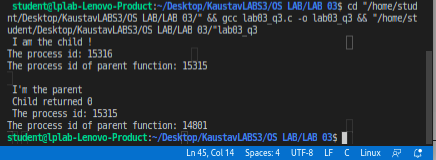 student@lplab-Lenovo-Product:~/Desktop/KaustavLABS3/OS LAB/LAB 03$ cd "/home/stud
nt/Desktop/KaustavLABS3/OS LAB/LAB 03/" && gcc lab03_q3.c -o lab03_q3 && "/home/st
udent/Desktop/KaustavLABS3/OS LAB/LAB 03/"lab03_q3
I am the child !
The process id: 15316
The process id of parent function: 15315
I'm the parent
Child returned 0
The process id: 15315
The process id of parent function: 14801
student@lplab-Lenovo-Product:~/Desktop/KaustavLABS3/OS LAB/LAB 03$
Ln 45, Col 14 Spaces: 4 UTF-8 LF C Linux